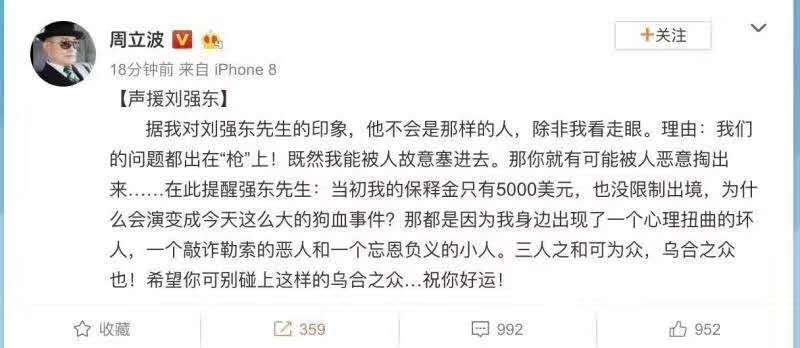 周立波
+关注
18分钟前 来自 iPhone 8
【声援刘强东】
据我对刘强东先生的印象，他不会是那样的人，除非我看走眼。理由：我们
的问题都出在“枪”上！既然我能被人故意塞进去。那你就有可能被人恶意掏出
来……在此提醒强东先生：当初我的保释金只有5000美元，也没限制出境，为什
么会演变成今天这么大的狗血事件？那都是因为我身边出现了一个心理扭曲的坏
人，一个敲诈勒索的恶人和一个忘恩负义的小人。三人之和可为众，乌合之众
也！希望你可别碰上这样的乌合之众…祝你好运！
收藏
359
992
952